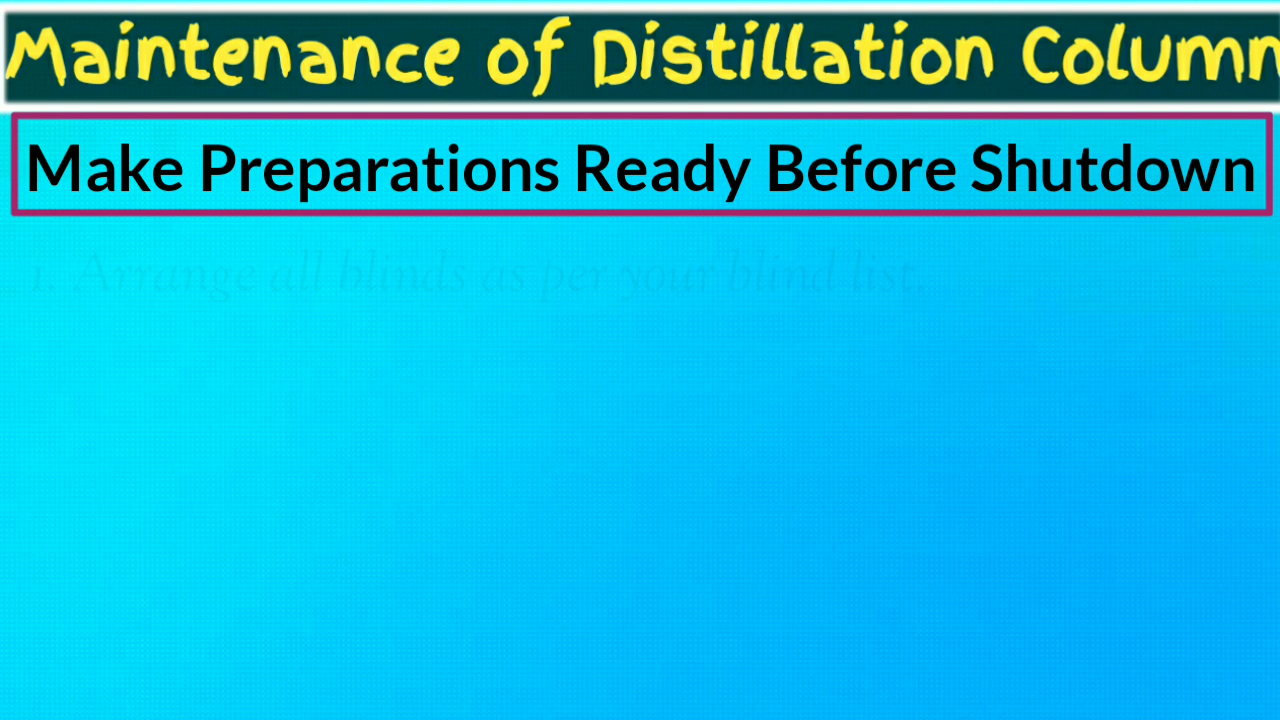 Maintenance of Distillation Column
Make Preparations Ready Before Shutdown
1. Arrange all blinds as per your blind list.